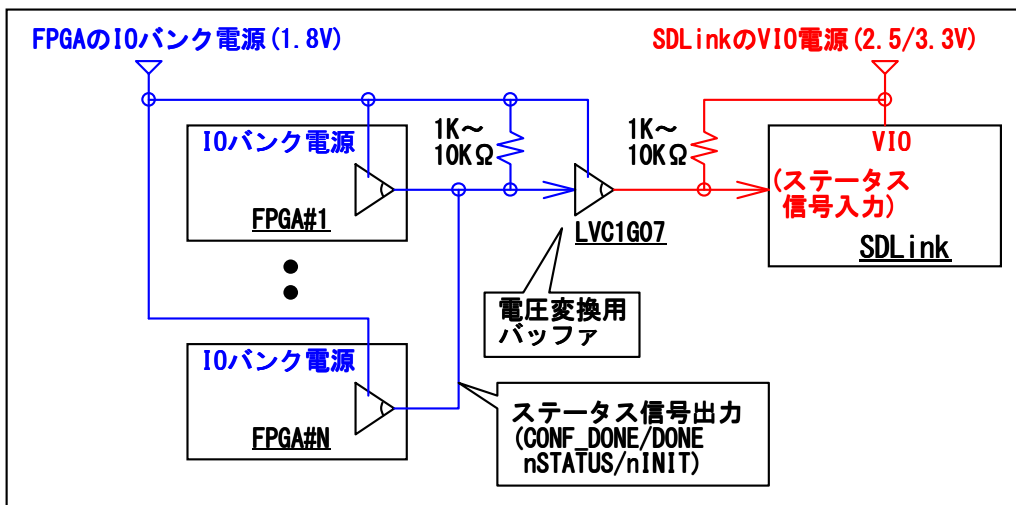 FPGAのIOバンク電源(1.8V)
SDLinkのVIO電源(2.5/3.3V)
IOバンク電源
FPGA#1
1K～
10KΩ
LVC1G07
1K～
10KΩ
VIO
(ステータス
信号入力)
SDLink
電圧変換用
バッファ
IOバンク電源
FPGA#N
ステータス信号出力
(CONF_DONE/DONE
nSTATUS/nINIT)